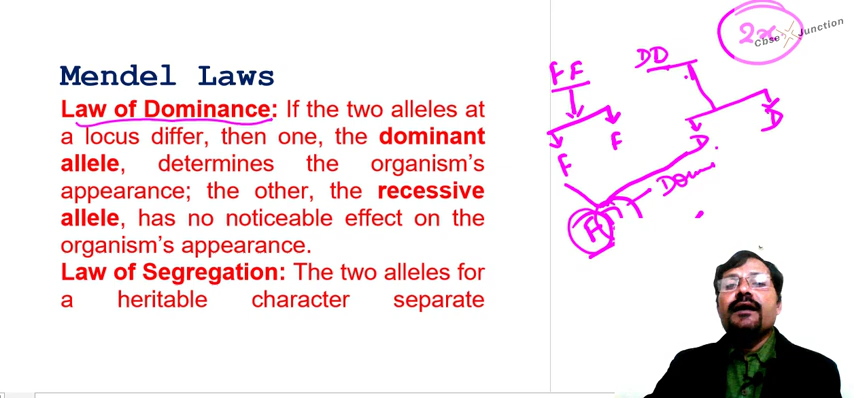 Mendel Laws
Law of Dominance: If the two alleles at
a locus differ, then one, the dominant
allele, determines the organism's
appearance; the other, the recessive
allele, has no noticeable effect on the
organism's appearance.
Law of Segregation: The two alleles for
a heritable character separate
2x
Cbse Junction
FF
DD
F
F
D
D